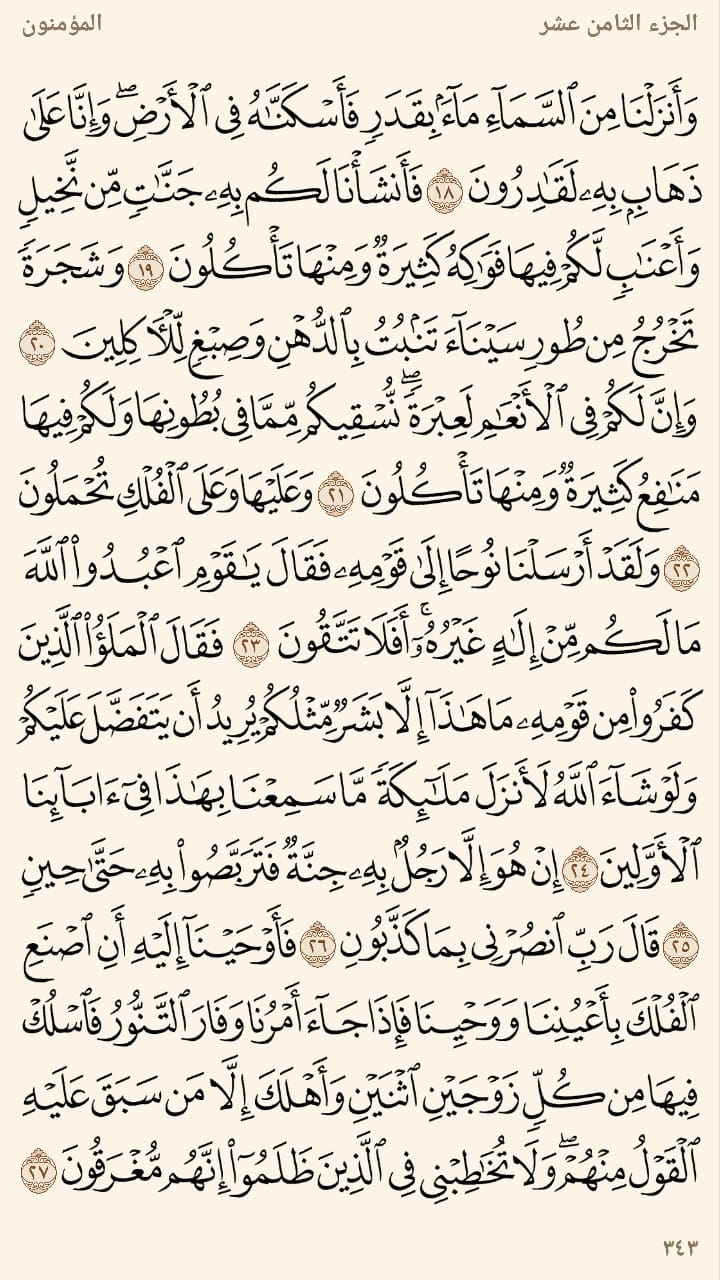 الجزء الثامن عشر
المؤمنون
وَأَنزَلْنَا مِنَ ٱلسَّمَآءِ مَآءًۢ بِقَدَرٍ فَأَسْكَنَّـٰهُ فِى ٱلْأَرْضِ ۖ وَإِنَّا عَلَىٰ
ذَهَابٍۭ بِهِۦ لَقَـٰدِرُونَ ١٨ فَأَنشَأْنَا لَكُم بِهِۦ جَنَّـٰتٍ مِّن نَّخِيلٍ
وَأَعْنَـٰبٍ لَّكُمْ فِيهَا فَوَٰكِهُ كَثِيرَةٌ وَمِنْهَا تَأْكُلُونَ ١٩ وَشَجَرَةً
تَخْرُجُ مِن طُورِ سَيْنَآءَ تَنۢبُتُ بِٱلدُّهْنِ وَصِبْغٍ لِّلْـَٔاكِلِينَ ٢٠
وَإِنَّ لَكُمْ فِى ٱلْأَنْعَـٰمِ لَعِبْرَةً ۖ نُّسْقِيكُم مِّمَّا فِى بُطُونِهَا وَلَكُمْ فِيهَا
مَنَـٰفِعُ كَثِيرَةٌ وَمِنْهَا تَأْكُلُونَ ٢١ وَعَلَيْهَا وَعَلَى ٱلْفُلْكِ تُحْمَلُونَ
٢٢ وَلَقَدْ أَرْسَلْنَا نُوحًا إِلَىٰ قَوْمِهِۦ فَقَالَ يَـٰقَوْمِ ٱعْبُدُوا۟ ٱللَّهَ
مَا لَكُم مِّنْ إِلَـٰهٍ غَيْرُهُۥٓ ۚ أَفَلَا تَتَّقُونَ ٢٣ فَقَالَ ٱلْمَلَؤُا۟ ٱلَّذِينَ
كَفَرُوا۟ مِن قَوْمِهِۦ مَا هَـٰذَآ إِلَّا بَشَرٌ مِّثْلُكُمْ يُرِيدُ أَن يَتَفَضَّلَ عَلَيْكُمْ
وَلَوْ شَآءَ ٱللَّهُ لَأَنزَلَ مَلَـٰٓئِكَةً مَّا سَمِعْنَا بِهَـٰذَا فِىٓ ءَابَآئِنَا
ٱلْأَوَّلِينَ ٢٤ إِنْ هُوَ إِلَّا رَجُلٌۢ بِهِۦ جِنَّةٌ فَتَرَبَّصُوا۟ بِهِۦ حَتَّىٰ حِينٍ
٢٥ قَالَ رَبِّ ٱنصُرْنِى بِمَا كَذَّبُونِ ٢٦ فَأَوْحَيْنَآ إِلَيْهِ أَنِ ٱصْنَعِ
ٱلْفُلْكَ بِأَعْيُنِنَا وَوَحْيِنَا فَإِذَا جَآءَ أَمْرُنَا وَفَارَ ٱلتَّنُّورُ فَٱسْلُكْ
فِيهَا مِن كُلٍّ زَوْجَيْنِ ٱثْنَيْنِ وَأَهْلَكَ إِلَّا مَن سَبَقَ عَلَيْهِ
ٱلْقَوْلُ مِنْهُمْ ۖ وَلَا تُخَـٰطِبْنِى فِى ٱلَّذِينَ ظَلَمُوٓا۟ إِنَّهُم مُّغْرَقُونَ ٢٧
٣٤٣